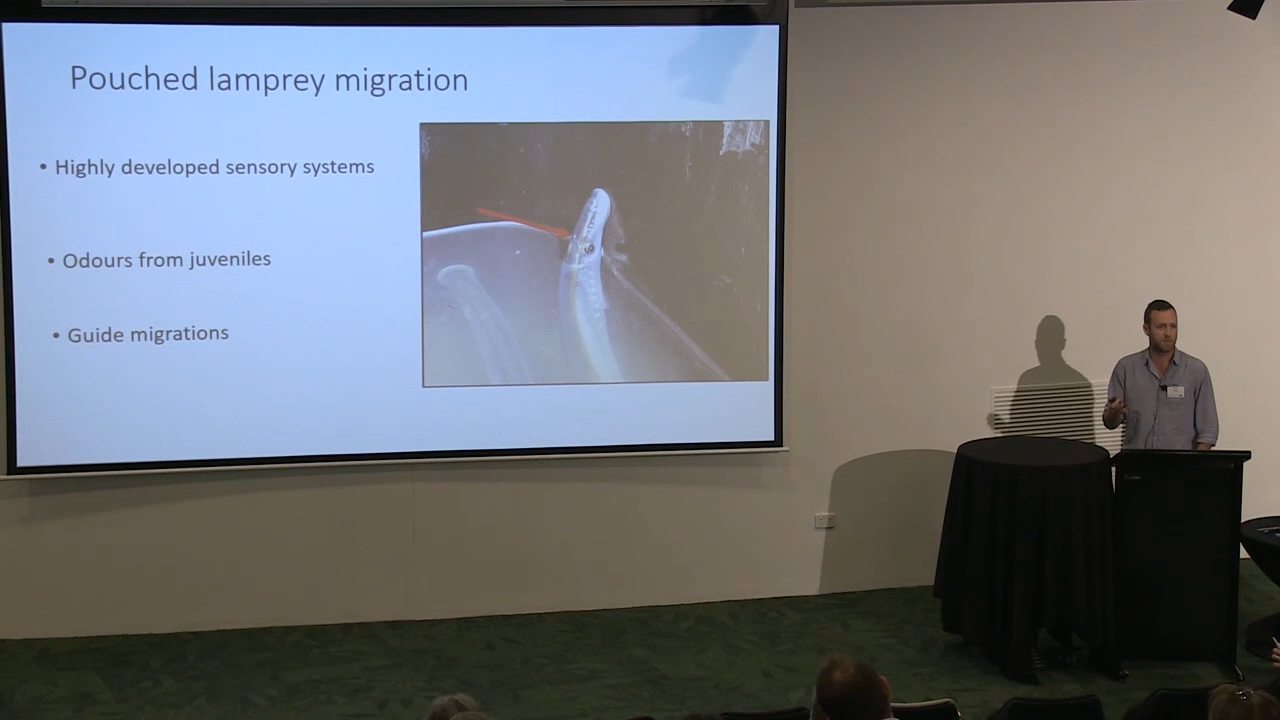 Pouched lamprey migration
• Highly developed sensory systems
• Odours from juveniles
• Guide migrations